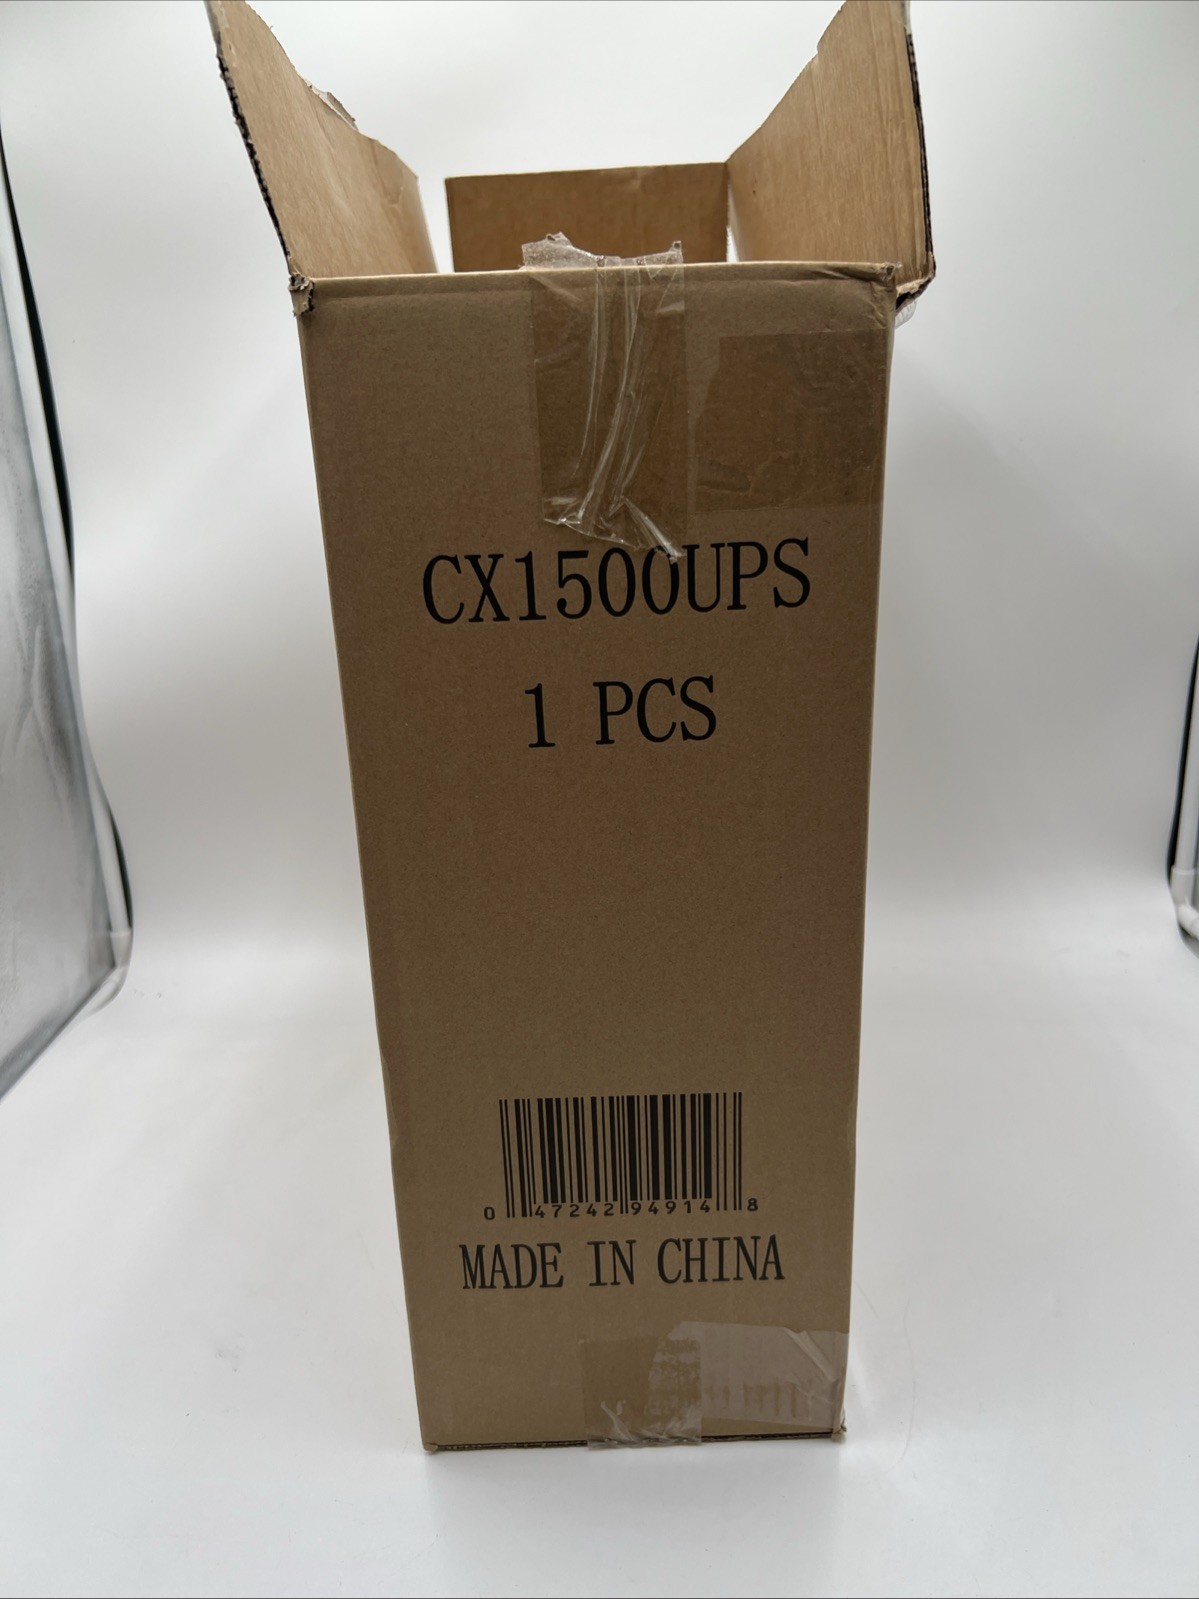 CX1500UPS
1 PCS
0 47242 94914 8
MADE IN CHINA